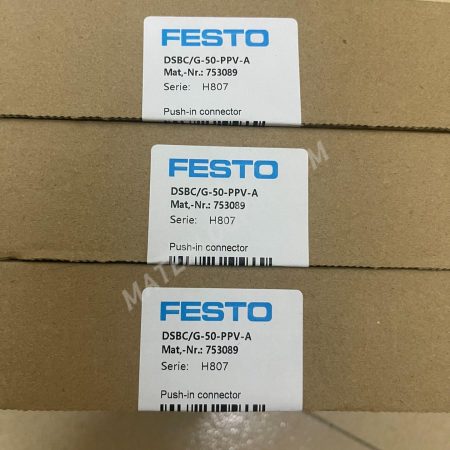 FESTO
DSBC/G-50-PPV-A
Mat,-Nr.: 753089
Serie: H807
Push-in connector
FESTO
DSBC/G-50-PPV-A
Mat,-Nr.: 753089
Serie: H807
Push-in connector
FESTO
DSBC/G-50-PPV-A
Mat,-Nr.: 753089
Serie: H807
Push-in connector